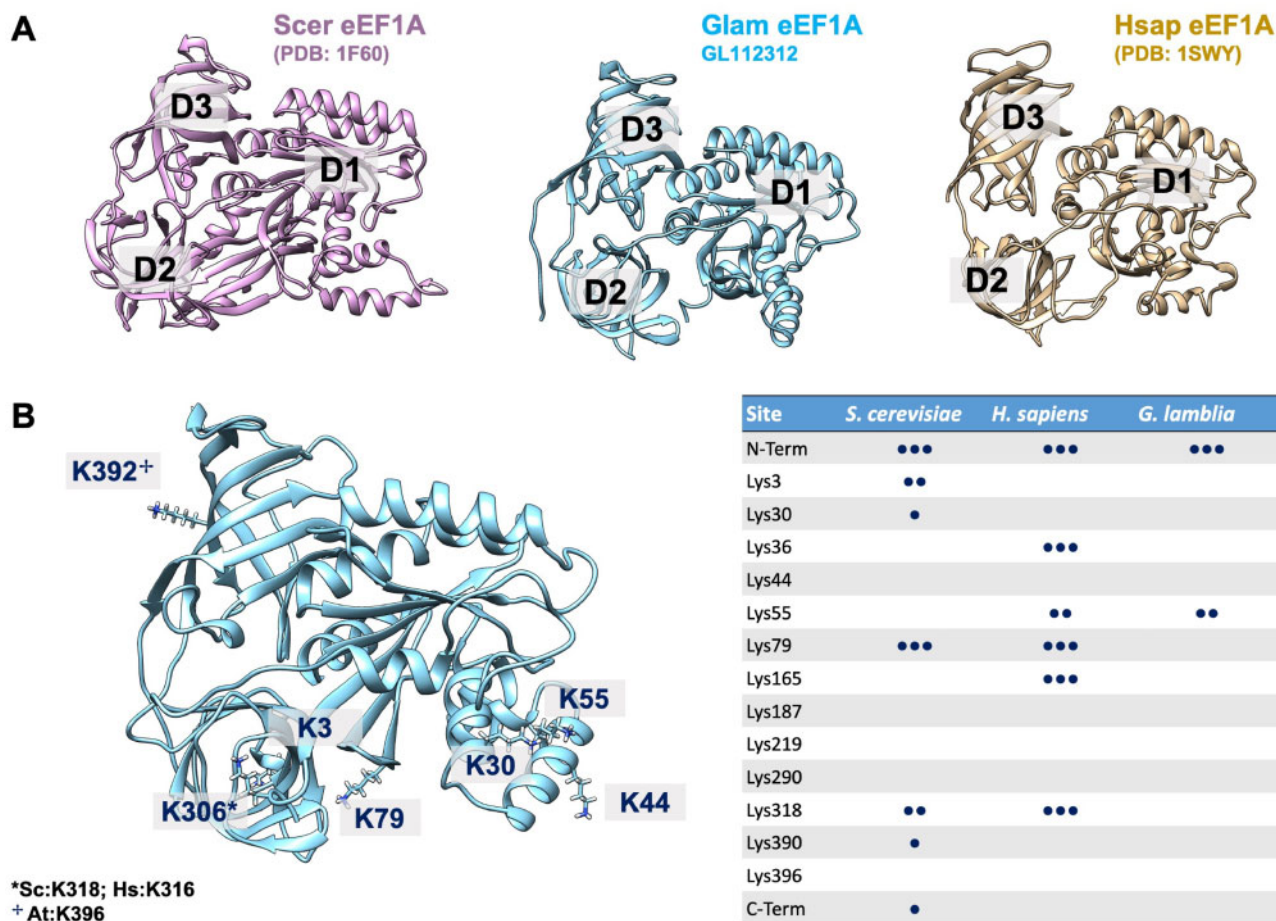 A
Scer eEF1A
(PDB: 1F60)
Glam eEF1A
GL112312
Hsap eEF1A
(PDB: 1SWY)
D3
D1
D2
D3
D1
D2
D3
D1
D2
B
K392+
K3
K55
K30
K306*
K79
K44
*Sc:K318; Hs:K316
+ At:K396
Site S. cerevisiae H. sapiens G. lamblia
N-Term ●●● ●●● ●●●
Lys3 ●●
Lys30 ●
Lys36 ●●●
Lys44
Lys55 ●● ●●
Lys79 ●●● ●●●
Lys165 ●●●
Lys187
Lys219
Lys290
Lys318 ●● ●●●
Lys390 ●
Lys396
C-Term ●